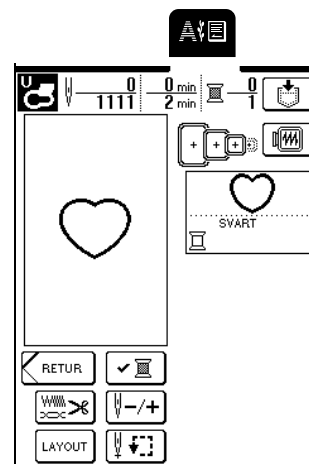 A
U 0 0 min 0
1111 2 min 1
SVART
RETUR
-/+
LAYOUT